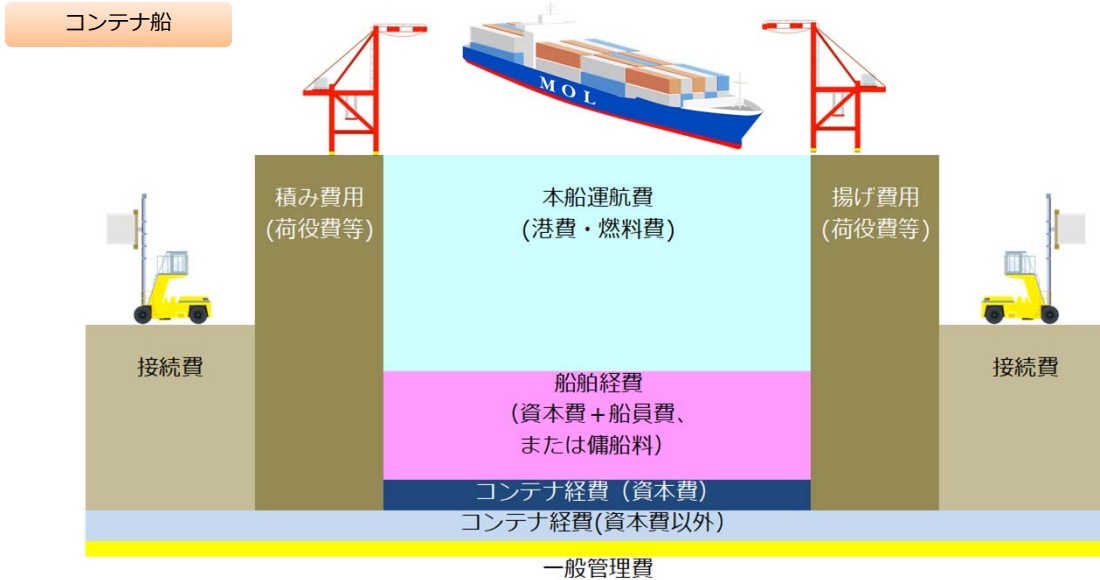 コンテナ船
MOL
積み費用
(荷役費等)
本船運航費
(港費・燃料費)
揚げ費用
(荷役費等)
接続費
接続費
船舶経費
（資本費＋船員費、
または傭船料）
コンテナ経費（資本費）
コンテナ経費(資本費以外）
一般管理費